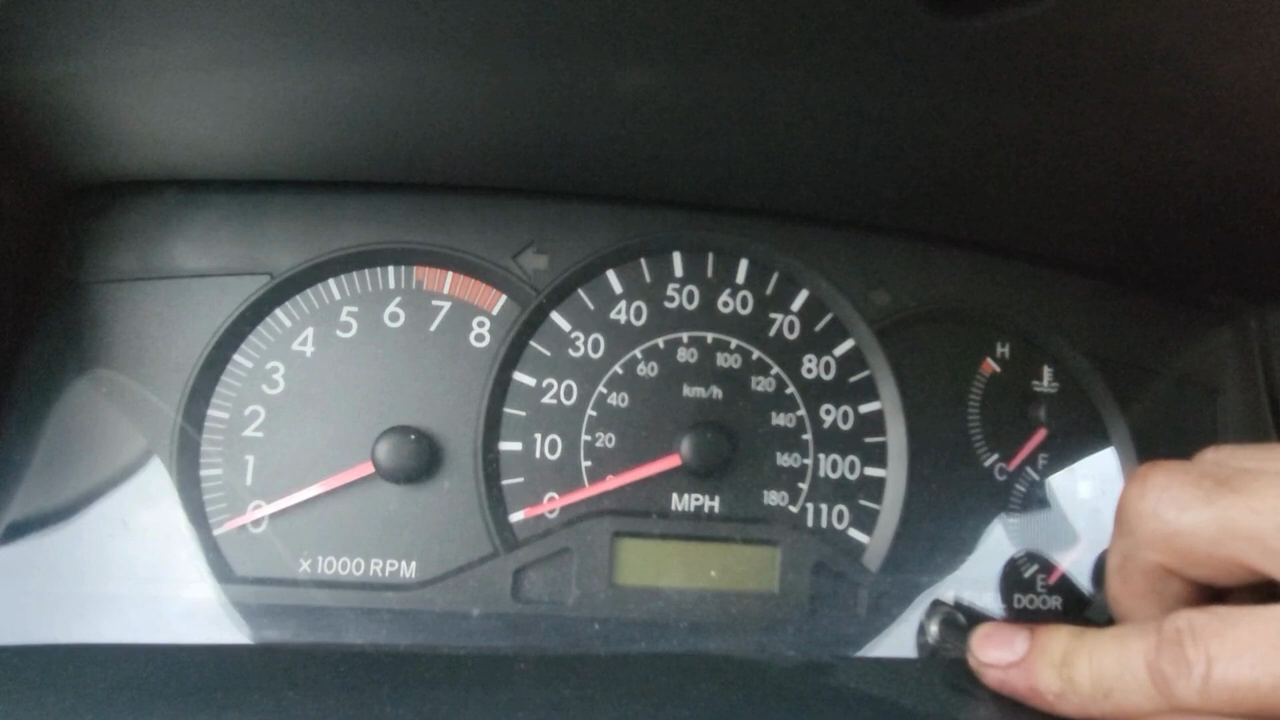 0 1 2 3 4 5 6 7 8
x1000 RPM
0 10 20 30 40 50 60 70 80 90 100 110
20 40 60 80 100 120 140 160 180
km/h
MPH
H
C
F
E
DOOR